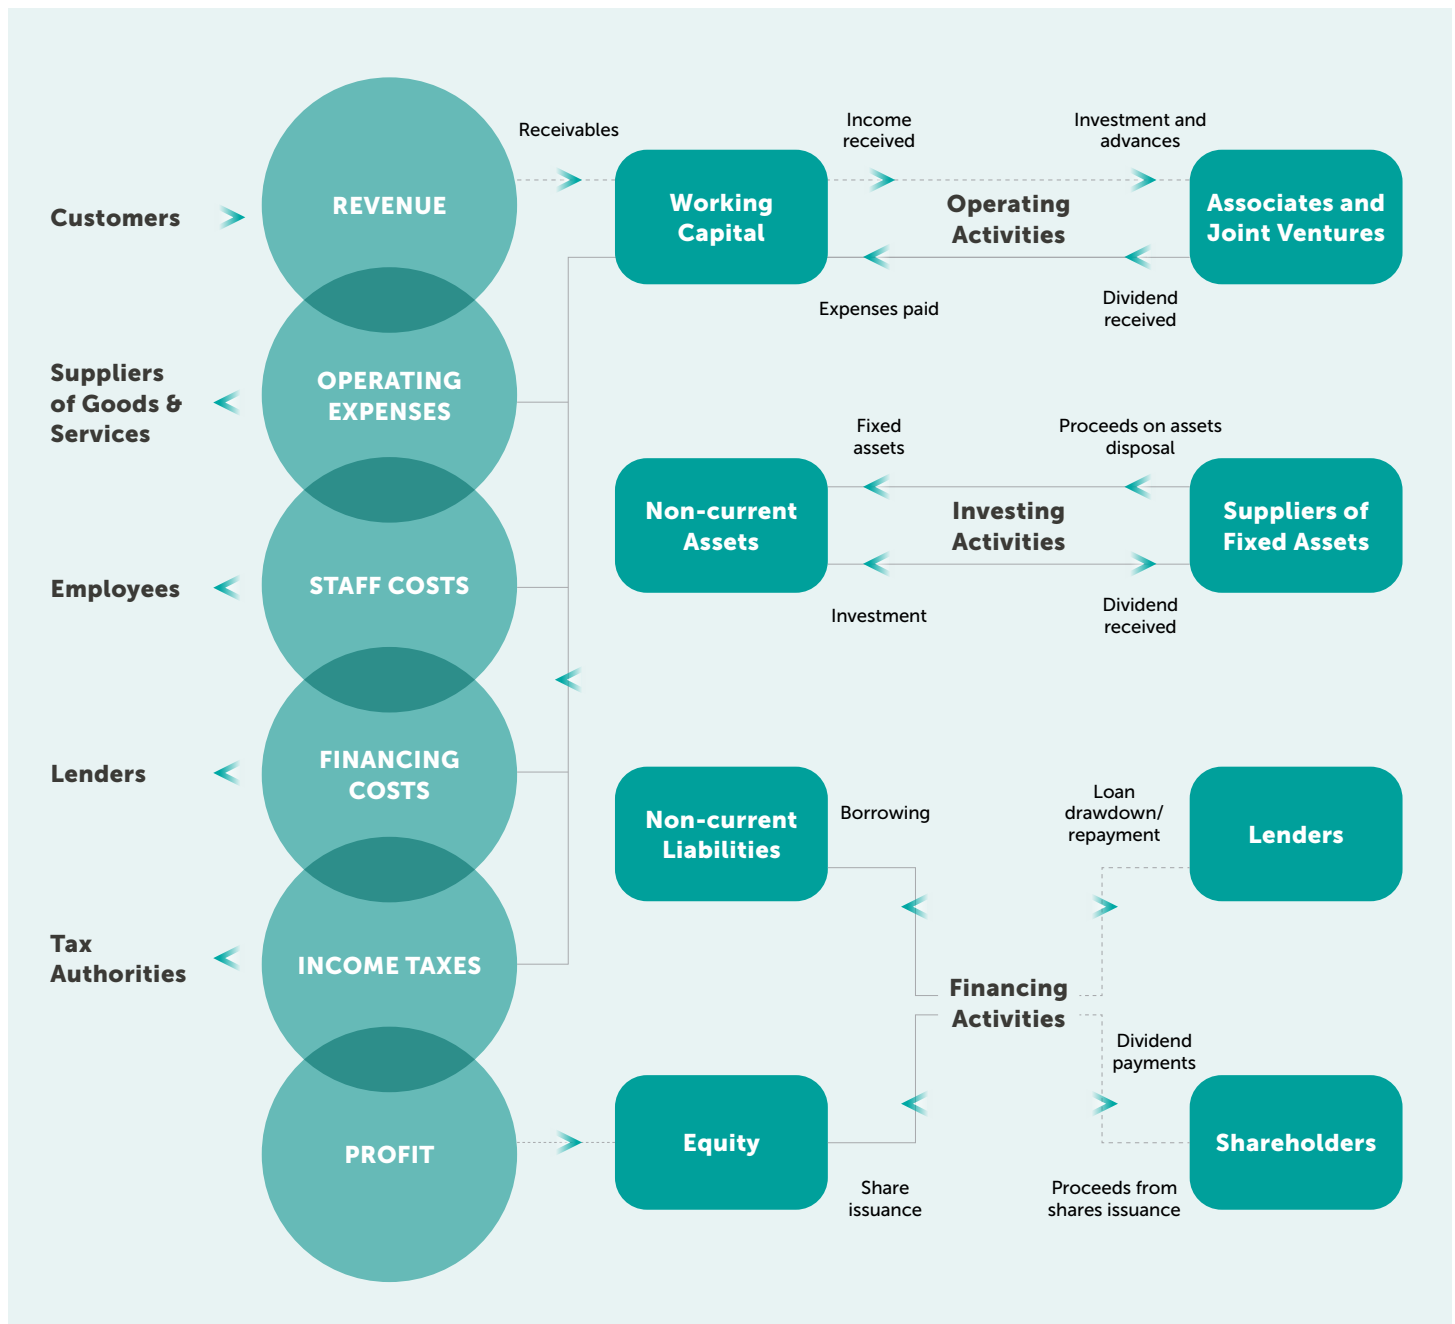 Customers
Suppliers
of Goods &
Services
Employees
Lenders
Tax
Authorities
REVENUE
OPERATING
EXPENSES
STAFF COSTS
FINANCING
COSTS
INCOME TAXES
PROFIT
Receivables
Working
Capital
Income
received
Operating
Activities
Expenses paid
Investment and
advances
Associates and
Joint Ventures
Dividend
received
Non-current
Assets
Fixed
assets
Investing
Activities
Investment
Proceeds on assets
disposal
Suppliers of
Fixed Assets
Dividend
received
Non-current
Liabilities
Borrowing
Loan
drawdown/
repayment
Lenders
Financing
Activities
Equity
Share
issuance
Dividend
payments
Shareholders
Proceeds from
shares issuance